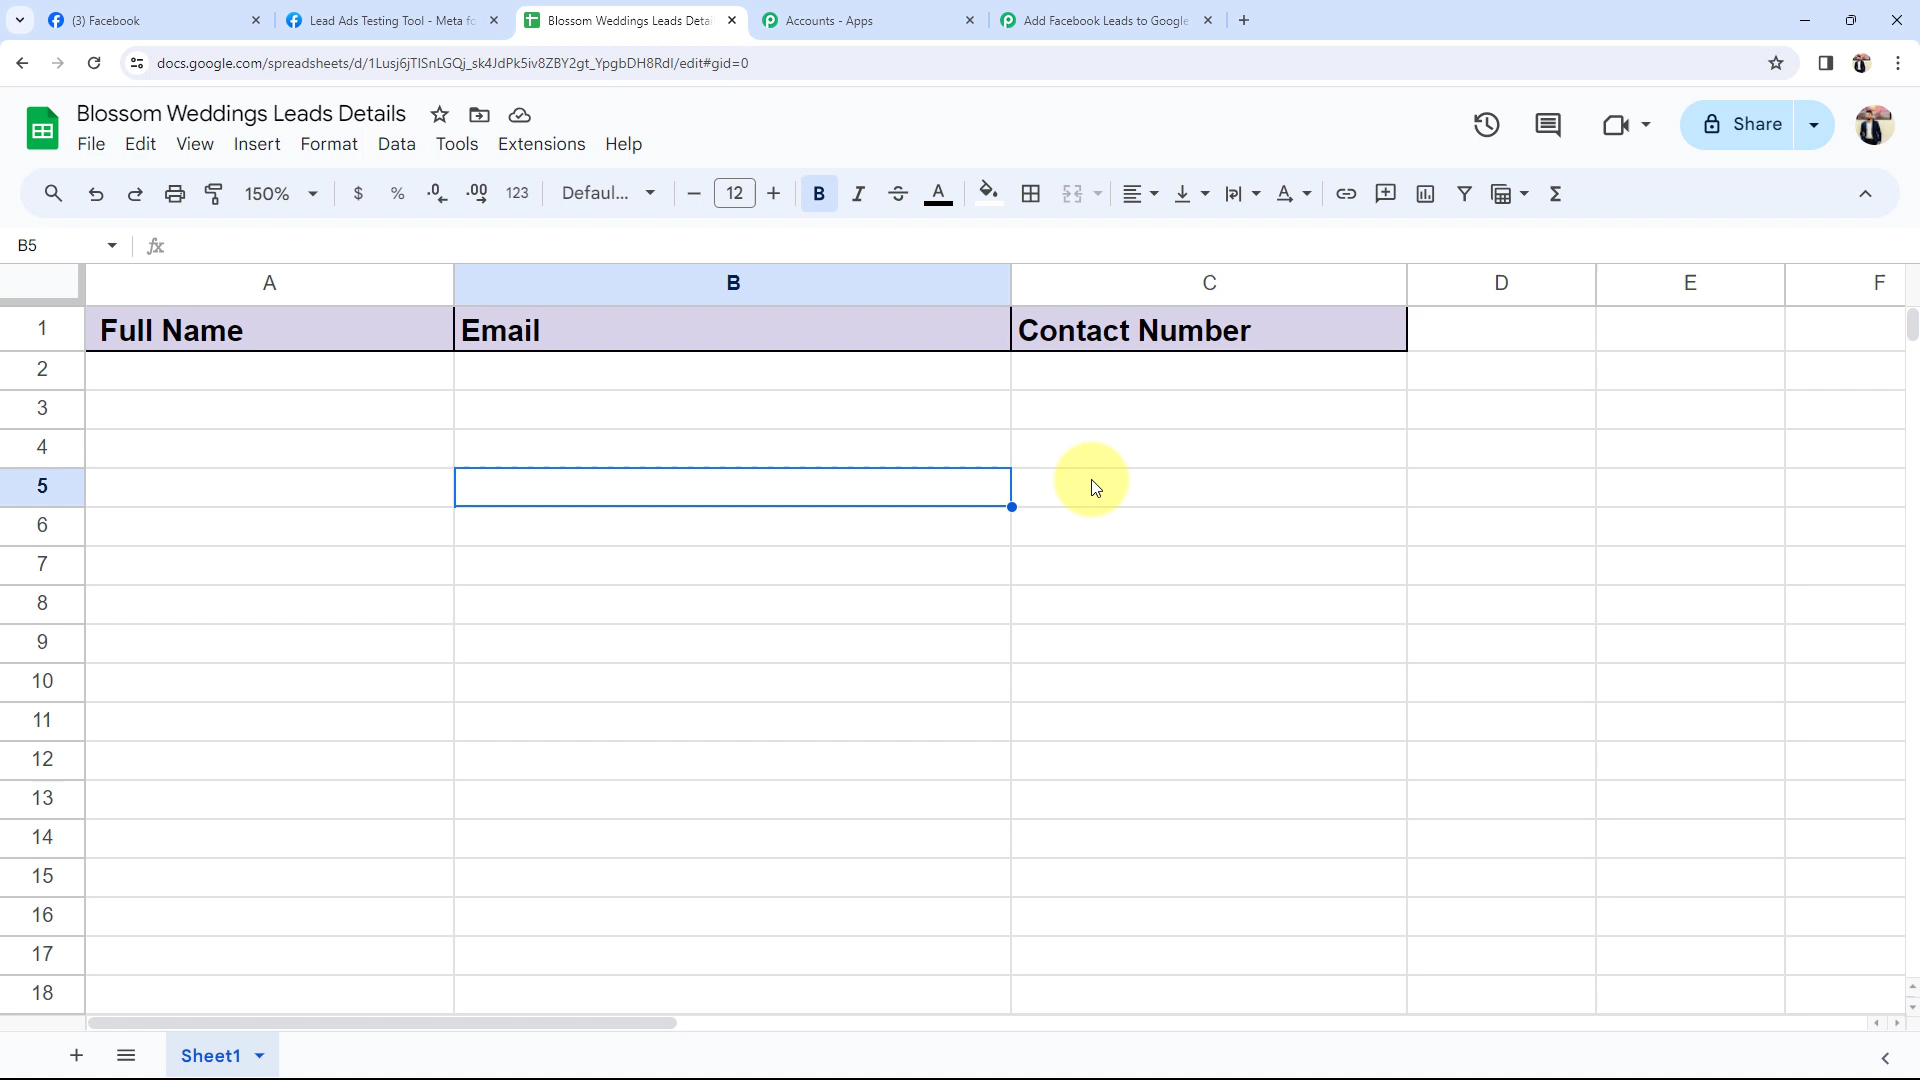 (3) Facebook
Lead Ads Testing Tool - Meta fo
Blossom Weddings Leads Detai
Accounts - Apps
Add Facebook Leads to Google
docs.google.com/spreadsheets/d/1Lusj6jTlSnLGQj_sk4JdPk5iv8ZBY2gt_YpgbDH8RdI/edit#gid=0
Blossom Weddings Leads Details
Share
File Edit View Insert Format Data Tools Extensions Help
150% $ % .0 .00 123 Defaul... 12 B I S A
B5 fx
A B C D E F
1 Full Name Email Contact Number
2
3
4
5
6
7
8
9
10
11
12
13
14
15
16
17
18
Sheet1